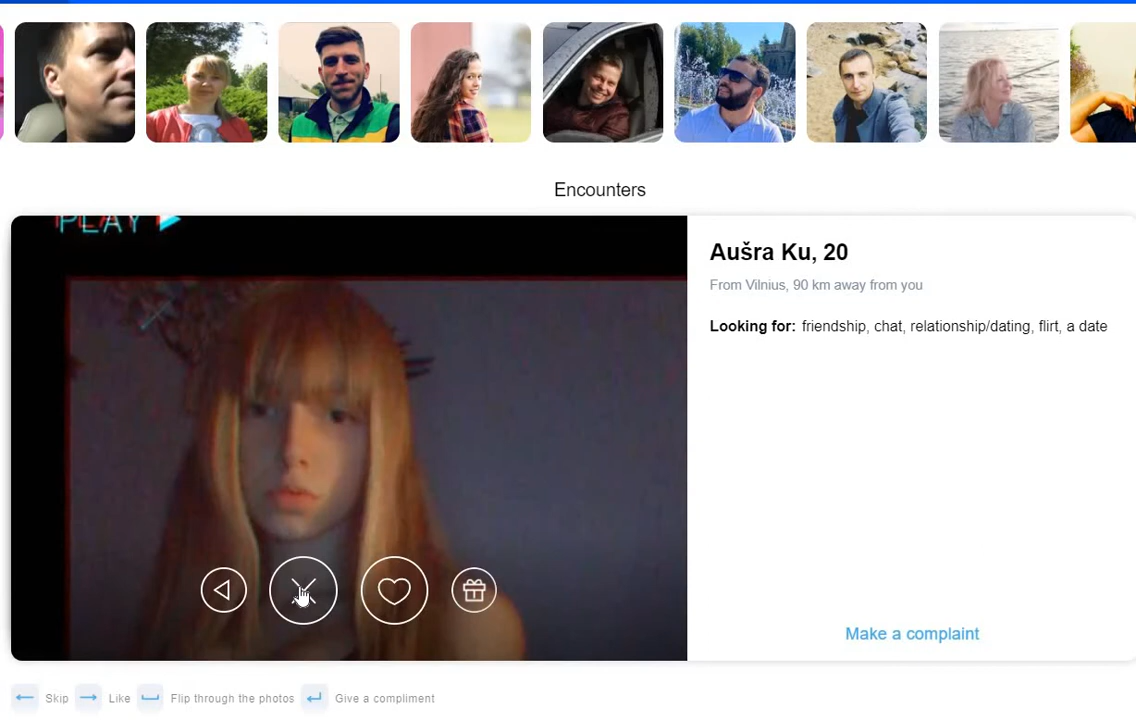 Encounters
PLAY
Aušra Ku, 20
From Vilnius, 90 km away from you
Looking for: friendship, chat, relationship/dating, flirt, a date
Make a complaint
Skip Like Flip through the photos Give a compliment